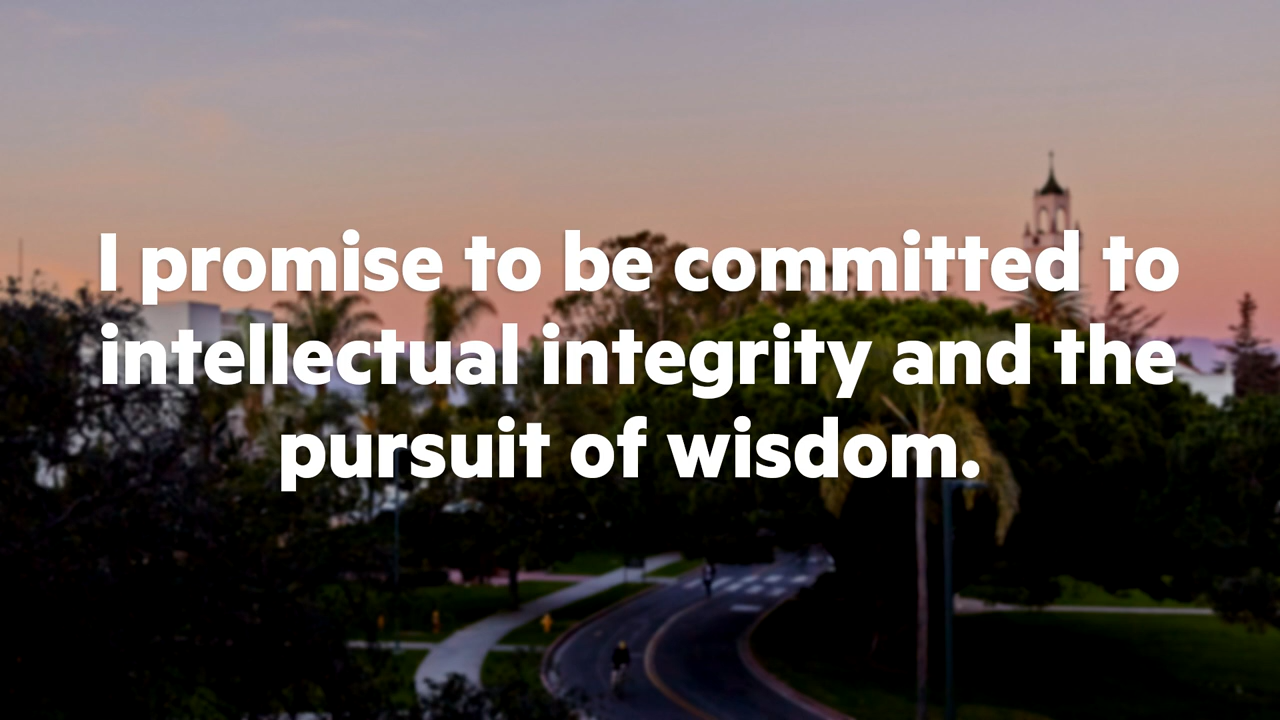 I promise to be committed to
intellectual integrity and the
pursuit of wisdom.